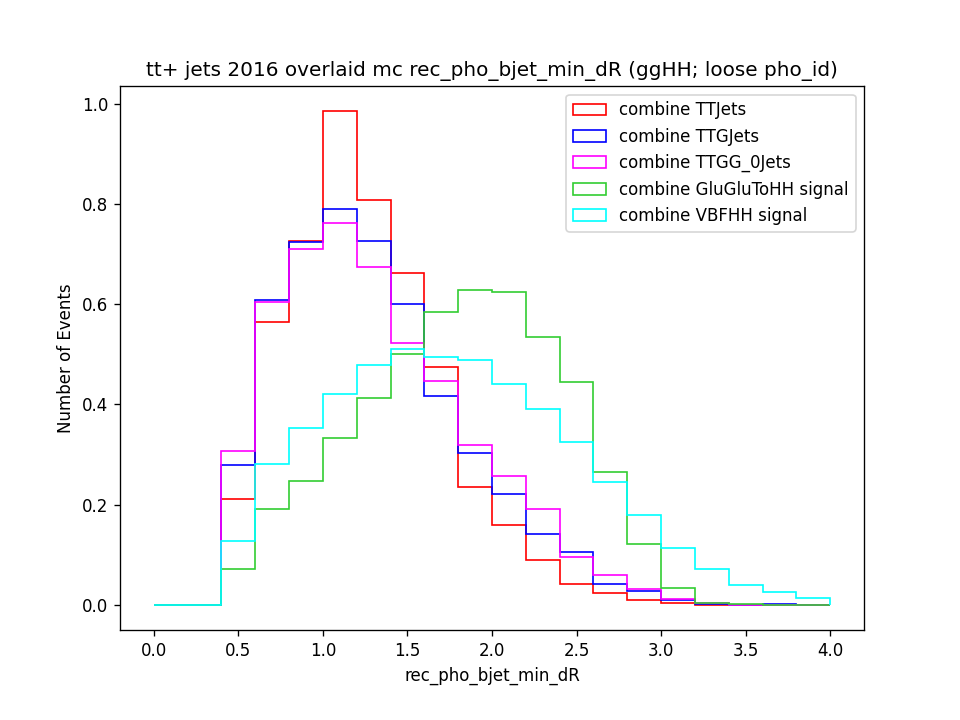 tt+ jets 2016 overlaid mc rec_pho_bjet_min_dR (ggHH; loose pho_id)
combine TTJets
combine TTGJets
combine TTGG_0Jets
combine GluGluToHH signal
combine VBFHH signal
Number of Events
1.0
0.8
0.6
0.4
0.2
0.0
0.0 0.5 1.0 1.5 2.0 2.5 3.0 3.5 4.0
rec_pho_bjet_min_dR